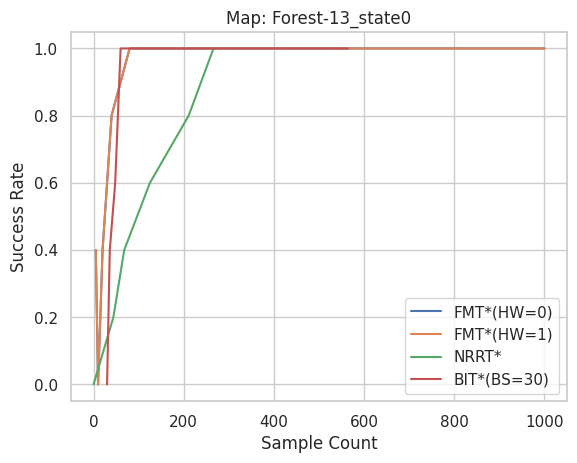 Map: Forest-13_state0
Success Rate
1.0
0.8
0.6
0.4
0.2
0.0
0 200 400 600 800 1000
Sample Count
FMT*(HW=0)
FMT*(HW=1)
NRRT*
BIT*(BS=30)